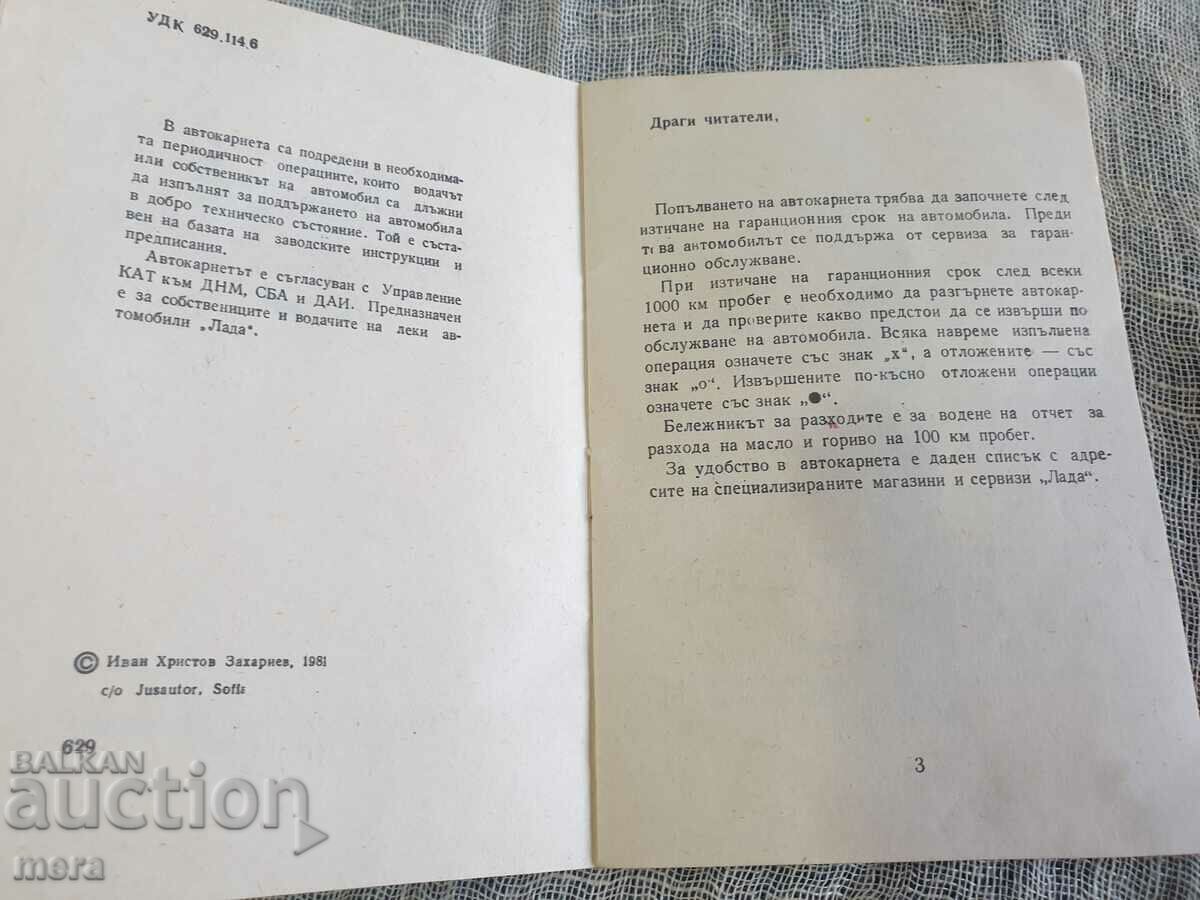 УДК 629.114.6
В автокарнета са подредени в необходима-
та периодичност операциите, които водачът
или собственикът на автомобил са длъжни
да изпълнят за поддържането на автомобила
в добро техническо състояние. Той е съста-
вен на базата на заводските инструкции и
предписания.
Автокарнетът е съгласуван с Управление
КАТ към ДНМ, СБА и ДАИ. Предназначен
е за собствениците и водачите на леки ав-
томобили „Лада".
© Иван Христов Захариев, 1981
c/o Jusautor, Sofia
629
Драги читатели,
Попълването на автокарнета трябва да започнете след
изтичане на гаранционния срок на автомобила. Преди
това автомобилът се поддържа от сервиза за гаран-
ционно обслужване.
При изтичане на гаранционния срок след всеки
1000 км пробег е необходимо да разгърнете автокар-
нета и да проверите какво предстои да се извърши по
обслужване на автомобила. Всяка навреме изпълнена
операция означете със знак „х", а отложените — със
знак „о". Извършените по-късно отложени операции
означете със знак „●".
Бележникът за разходите е за водене на отчет за
разхода на масло и гориво на 100 км пробег.
За удобство в автокарнета е даден списък с адре-
сите на специализираните магазини и сервизи „Лада".
3
BALKAN
auction
mera